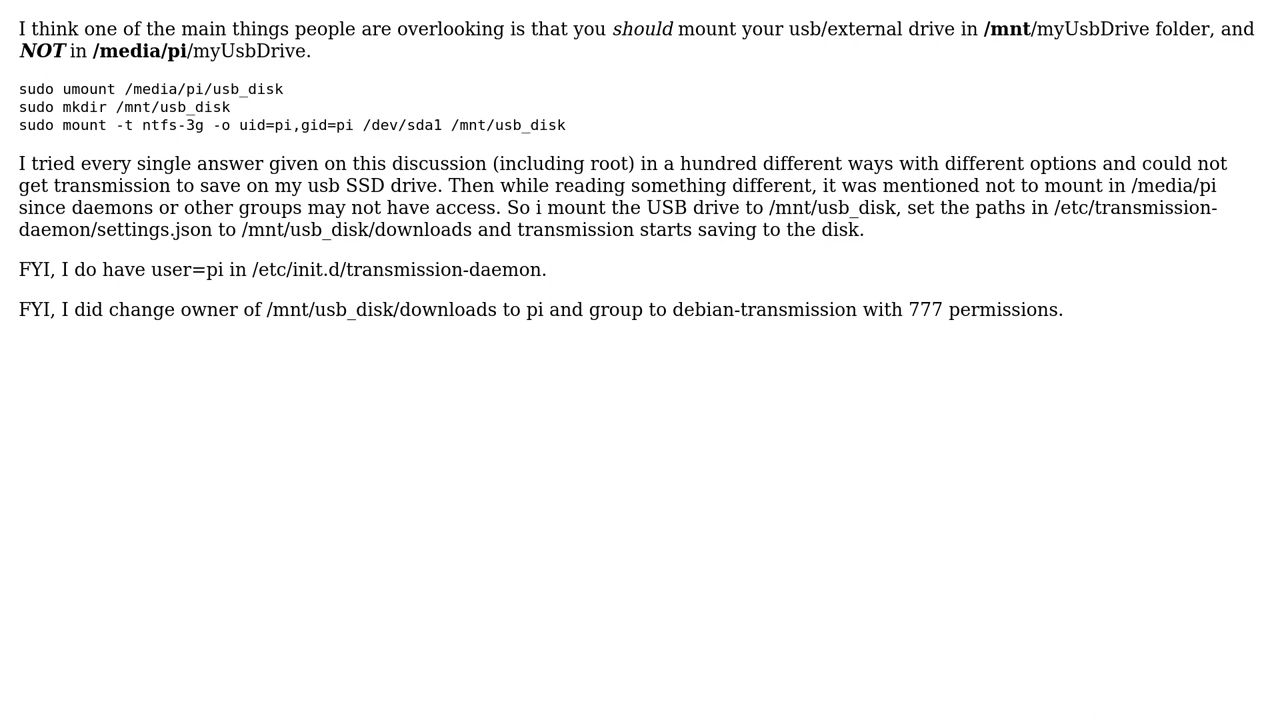 I think one of the main things people are overlooking is that you should mount your usb/external drive in /mnt/myUsbDrive folder, and
NOT in /media/pi/myUsbDrive.
sudo umount /media/pi/usb_disk
sudo mkdir /mnt/usb_disk
sudo mount -t ntfs-3g -o uid=pi,gid=pi /dev/sda1 /mnt/usb_disk
I tried every single answer given on this discussion (including root) in a hundred different ways with different options and could not
get transmission to save on my usb SSD drive. Then while reading something different, it was mentioned not to mount in /media/pi
since daemons or other groups may not have access. So i mount the USB drive to /mnt/usb_disk, set the paths in /etc/transmission-
daemon/settings.json to /mnt/usb_disk/downloads and transmission starts saving to the disk.
FYI, I do have user=pi in /etc/init.d/transmission-daemon.
FYI, I did change owner of /mnt/usb_disk/downloads to pi and group to debian-transmission with 777 permissions.